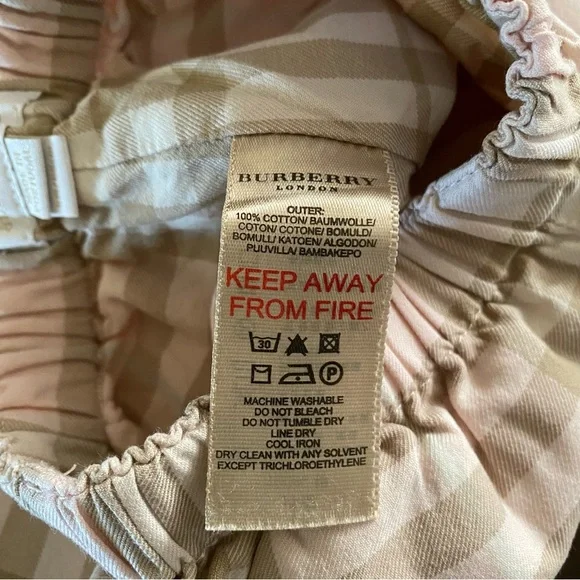 BURBERRY
LONDON
OUTER:
100% COTTON/ BAUMWOLLE/
COTON/ COTONE/ BOMULD/
BOMULL/ KATOEN/ ALGODON/
PUUVILLA/ BAMBAKEPO
KEEP AWAY
FROM FIRE
30
P
MACHINE WASHABLE
DO NOT BLEACH
DO NOT TUMBLE DRY
LINE DRY
COOL IRON
DRY CLEAN WITH ANY SOLVENT
EXCEPT TRICHLOROETHYLENE